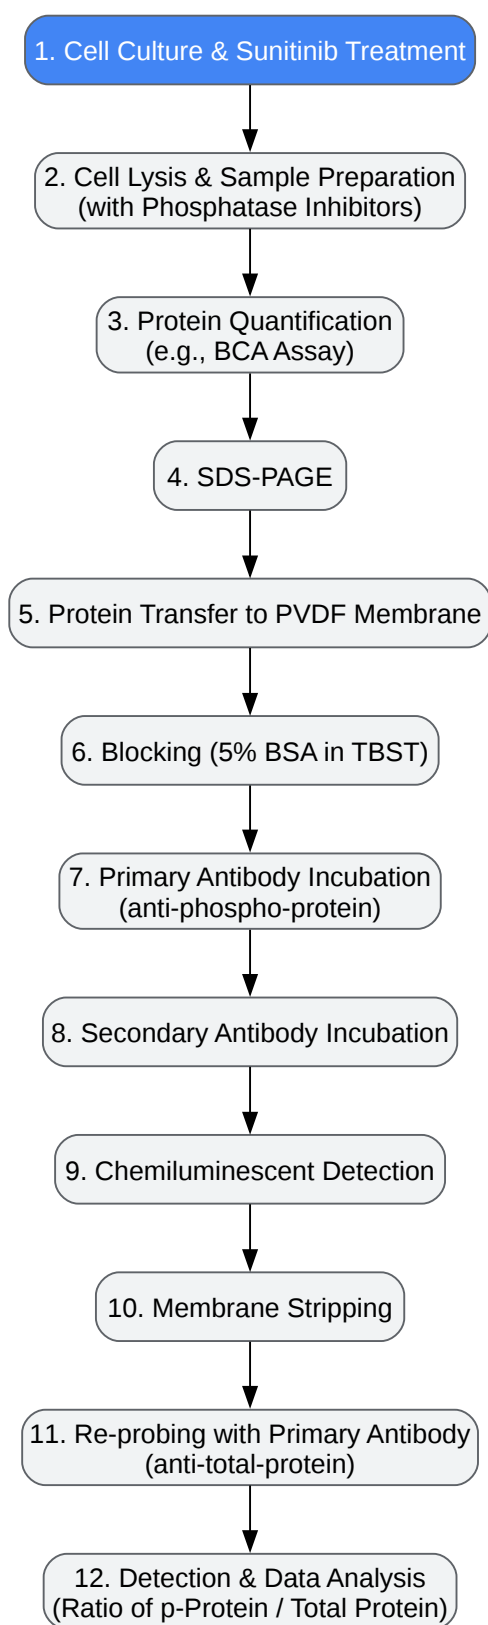 1. Cell Culture & Sunitinib Treatment
2. Cell Lysis & Sample Preparation
(with Phosphatase Inhibitors)
3. Protein Quantification
(e.g., BCA Assay)
4. SDS-PAGE
5. Protein Transfer to PVDF Membrane
6. Blocking (5% BSA in TBST)
7. Primary Antibody Incubation
(anti-phospho-protein)
8. Secondary Antibody Incubation
9. Chemiluminescent Detection
10. Membrane Stripping
11. Re-probing with Primary Antibody
(anti-total-protein)
12. Detection & Data Analysis
(Ratio of p-Protein / Total Protein)